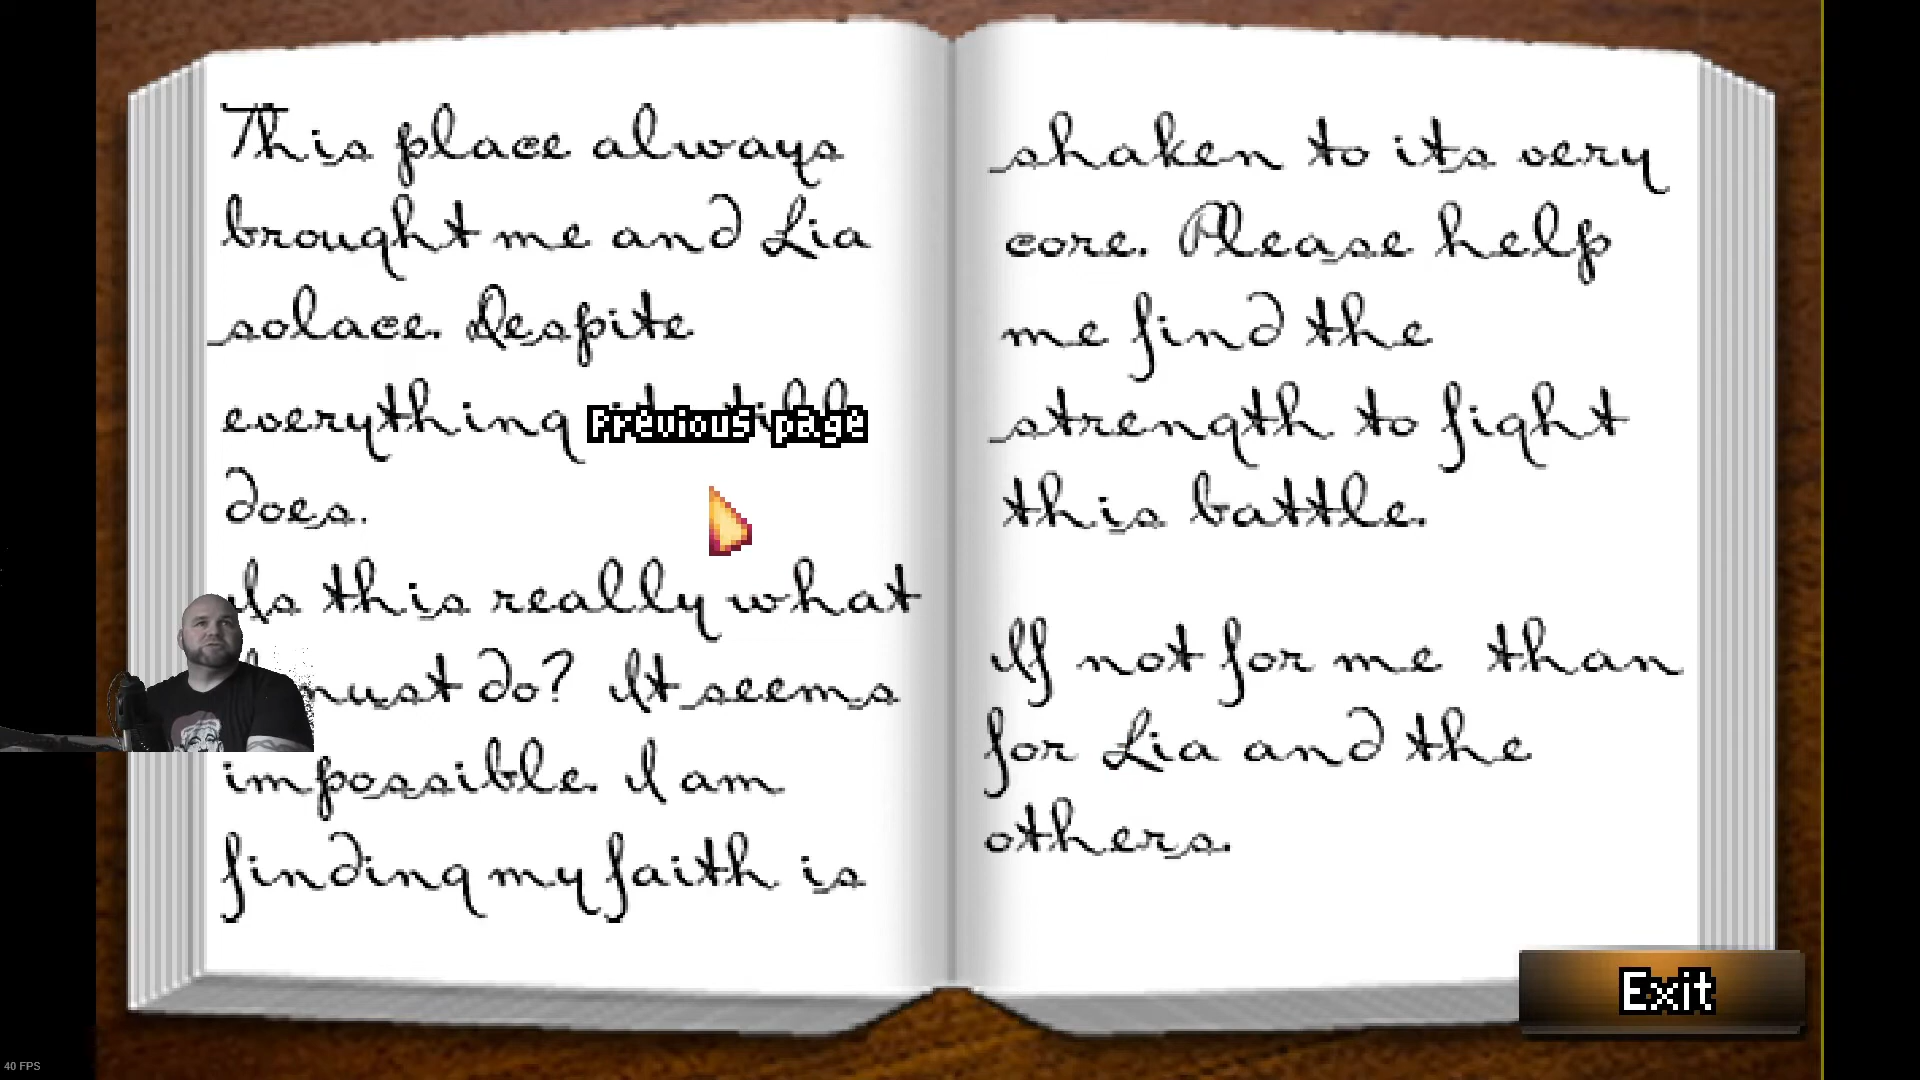 This place always
brought me and Lia
solace. Despite
everything it still
Previous page
does.
Is this really what
I must do? It seems
impossible. I am
finding my faith is
shaken to its very
core. Please help
me find the
strength to fight
this battle.
If not for me than
for Lia and the
others.
Exit
40 FPS